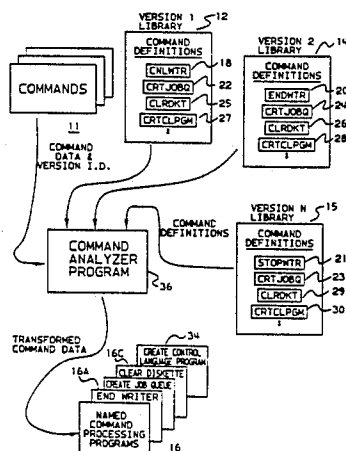 COMMANDS
11
COMMAND
DATA &
VERSION I.D.
VERSION 1
LIBRARY
12
COMMAND
DEFINITIONS
18
CNLWTR
22
CRTJOBQ
25
CLRDKT
27
CRTCLPGM
VERSION 2
LIBRARY
14
COMMAND
DEFINITIONS
20
ENDWTR
24
CRTJOBQ
26
CLRDKT
28
CRTCLPGM
VERSION N
LIBRARY
15
COMMAND
DEFINITIONS
STOPWTR
21
CRTJOBQ
23
CLRDKT
29
CRTCLPGM
30
COMMAND
DEFINITIONS
COMMAND
ANALYZER
PROGRAM
36
TRANSFORMED
COMMAND DATA
34
16C
16A
CREATE CONTROL
LANGUAGE PROGRAM
CLEAR DISKETTE
CREATE JOB QUEUE
END WRITER
NAMED
COMMAND
PROCESSING
PROGRAMS
16